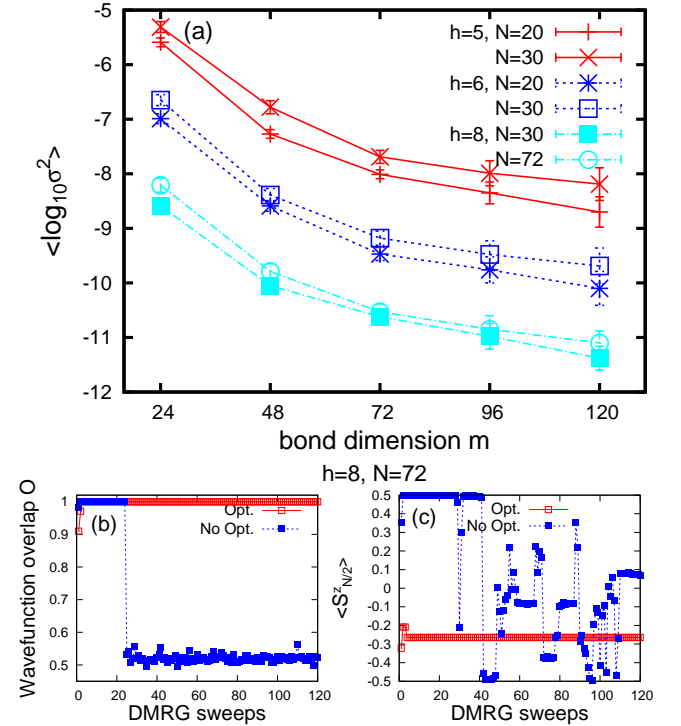 (a)
h=5, N=20
N=30
h=6, N=20
N=30
h=8, N=30
N=72
-5
-6
-7
-8
-9
-10
-11
-12
<log₁₀σ²>
24 48 72 96 120
bond dimension m
h=8, N=72
(b)
Opt.
No Opt.
1
0.9
0.8
0.7
0.6
0.5
Wavefunction overlap O
0 20 40 60 80 100 120
DMRG sweeps
(c)
Opt.
No Opt.
0.5
0.4
0.3
0.2
0.1
0
-0.1
-0.2
-0.3
-0.4
-0.5
<S^z_{N/2}>
0 20 40 60 80 100 120
DMRG sweeps